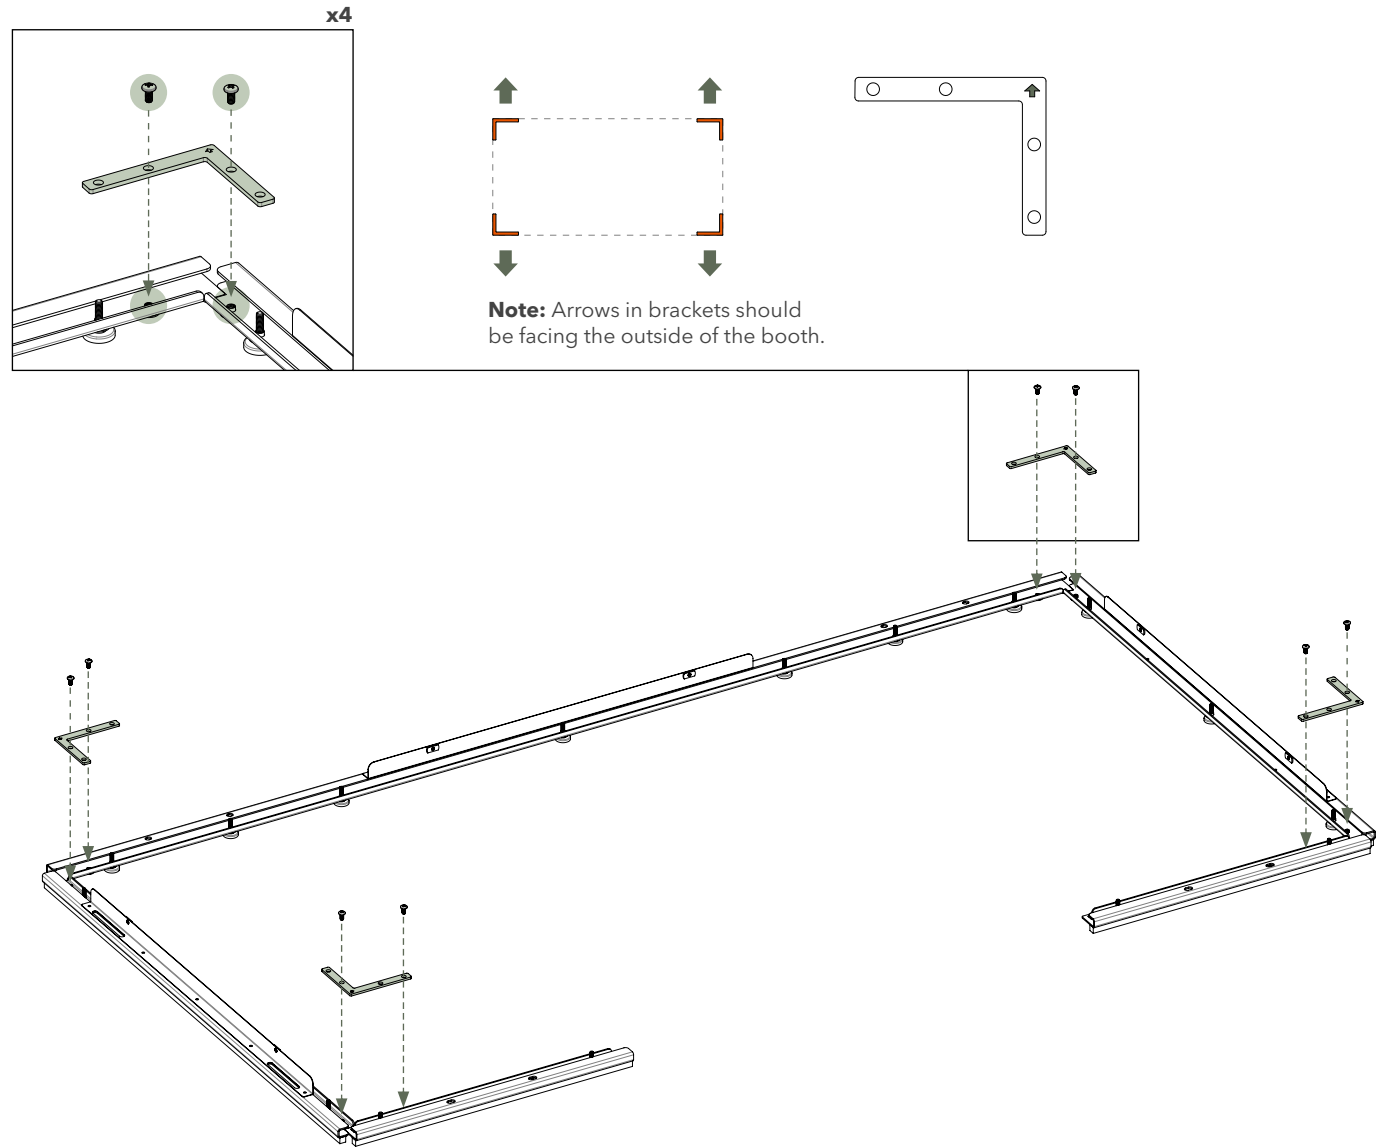 x4
Note: Arrows in brackets should
be facing the outside of the booth.